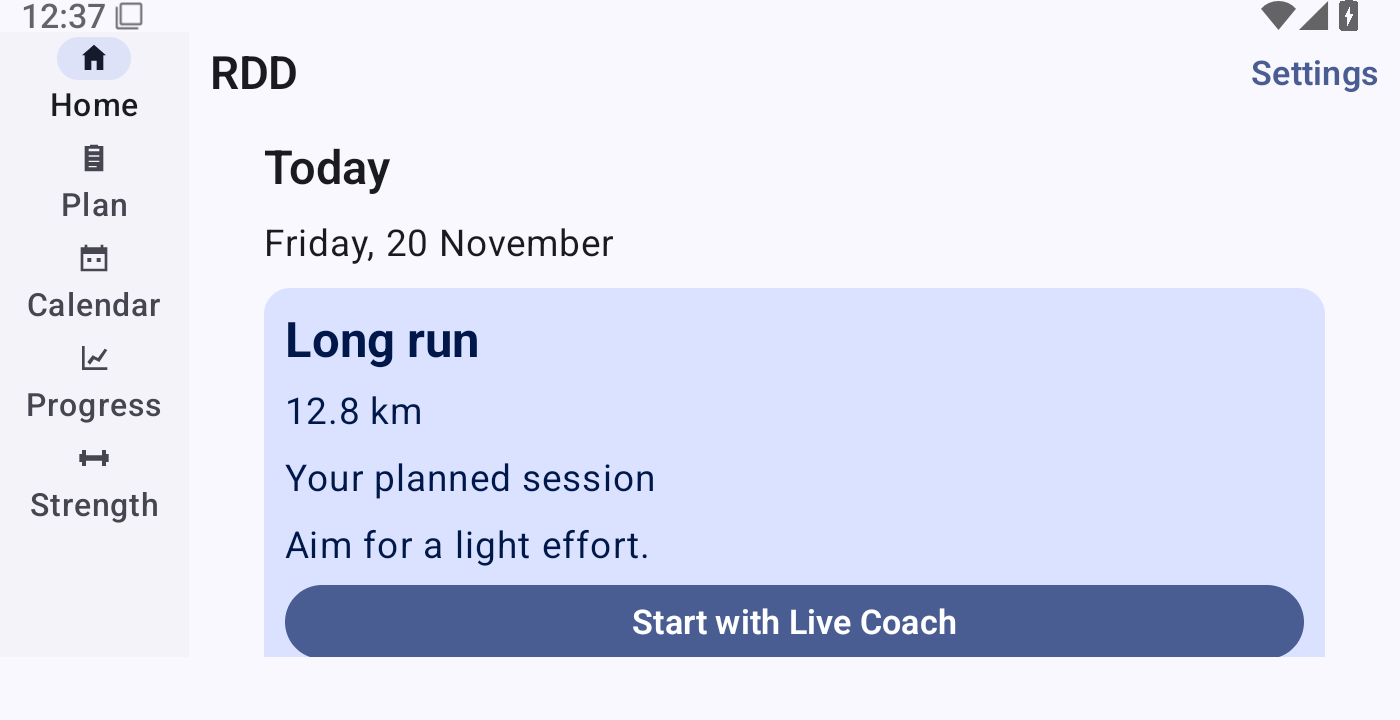 12:37
Home
Plan
Calendar
Progress
Strength
RDD
Settings
Today
Friday, 20 November
Long run
12.8 km
Your planned session
Aim for a light effort.
Start with Live Coach